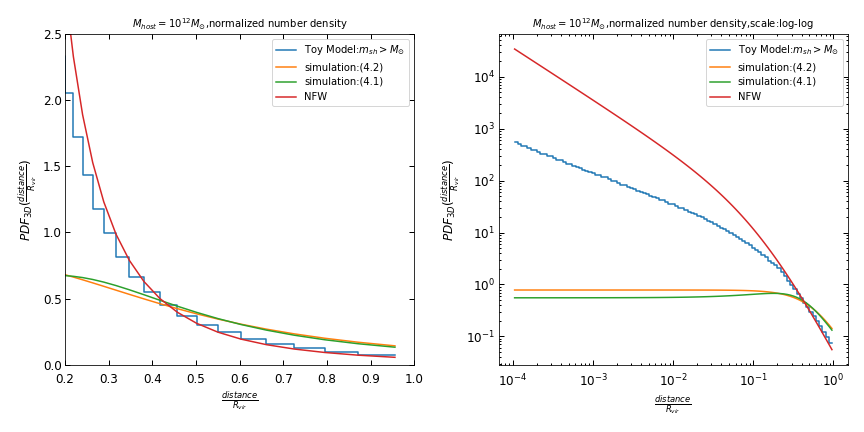 M_host = 10^12 M_⊙,normalized number density
PDF_3D(distance/R_vir)
2.5
2.0
1.5
1.0
0.5
0.0
Toy Model:m_sh > M_⊙
simulation:(4.2)
simulation:(4.1)
NFW
0.2 0.3 0.4 0.5 0.6 0.7 0.8 0.9 1.0
distance/R_vir
M_host = 10^12 M_⊙,normalized number density,scale:log-log
PDF_3D(distance/R_vir)
10^4
10^3
10^2
10^1
10^0
10^−1
Toy Model:m_sh > M_⊙
simulation:(4.2)
simulation:(4.1)
NFW
10^−4 10^−3 10^−2 10^−1 10^0
distance/R_vir